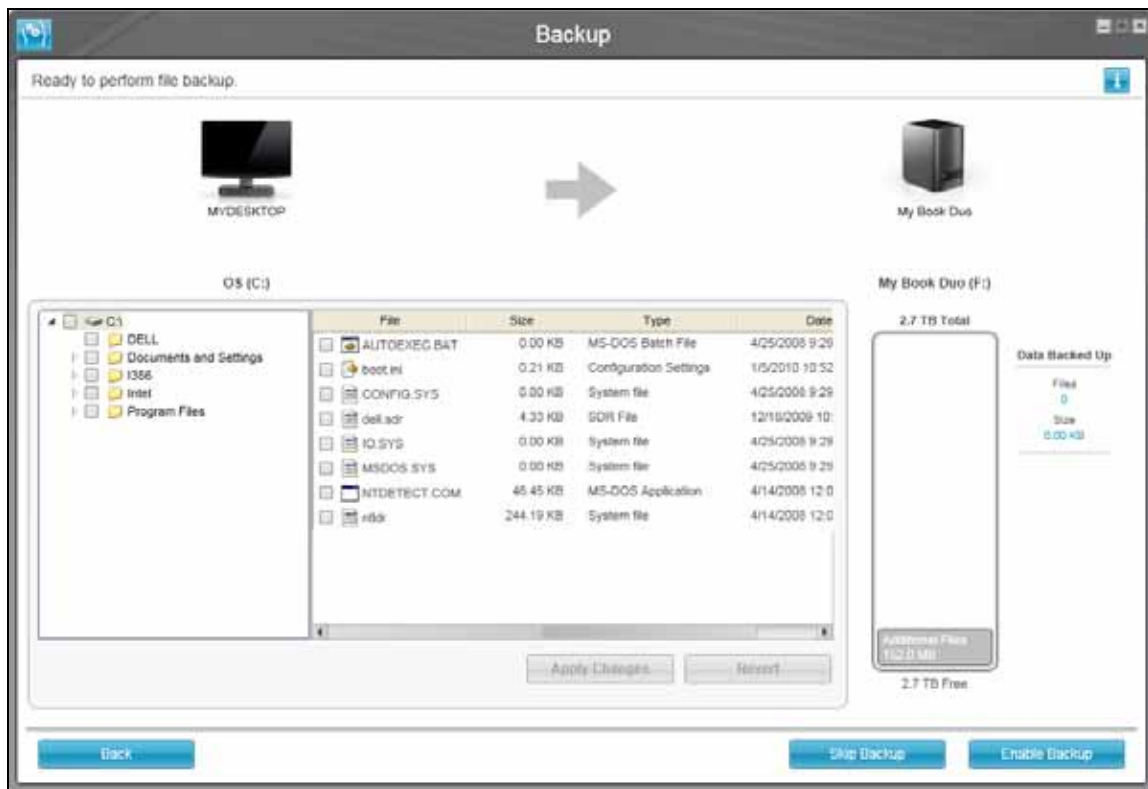 Backup
Ready to perform file backup.
MYDESKTOP
My Book Duo
OS (C:)
My Book Duo (F:)
C:\
DELL
Documents and Settings
I386
Intel
Program Files
File Size Type Date
AUTOEXEC.BAT 0.00 KB MS-DOS Batch File 4/25/2008 9:29
boot.ini 0.21 KB Configuration Settings 1/5/2010 10:52
CONFIG.SYS 0.00 KB System file 4/25/2008 9:29
dell.sdr 4.33 KB SDR File 12/18/2009 10:
IO.SYS 0.00 KB System file 4/25/2008 9:29
MSDOS.SYS 0.00 KB System file 4/25/2008 9:29
NTDETECT.COM 46.45 KB MS-DOS Application 4/14/2008 12:0
ntldr 244.19 KB System file 4/14/2008 12:0
2.7 TB Total
Data Backed Up
Files
0
Size
0.00 KB
Additional Files
152.0 MB
2.7 TB Free
Apply Changes
Revert
Back
Skip Backup
Enable Backup